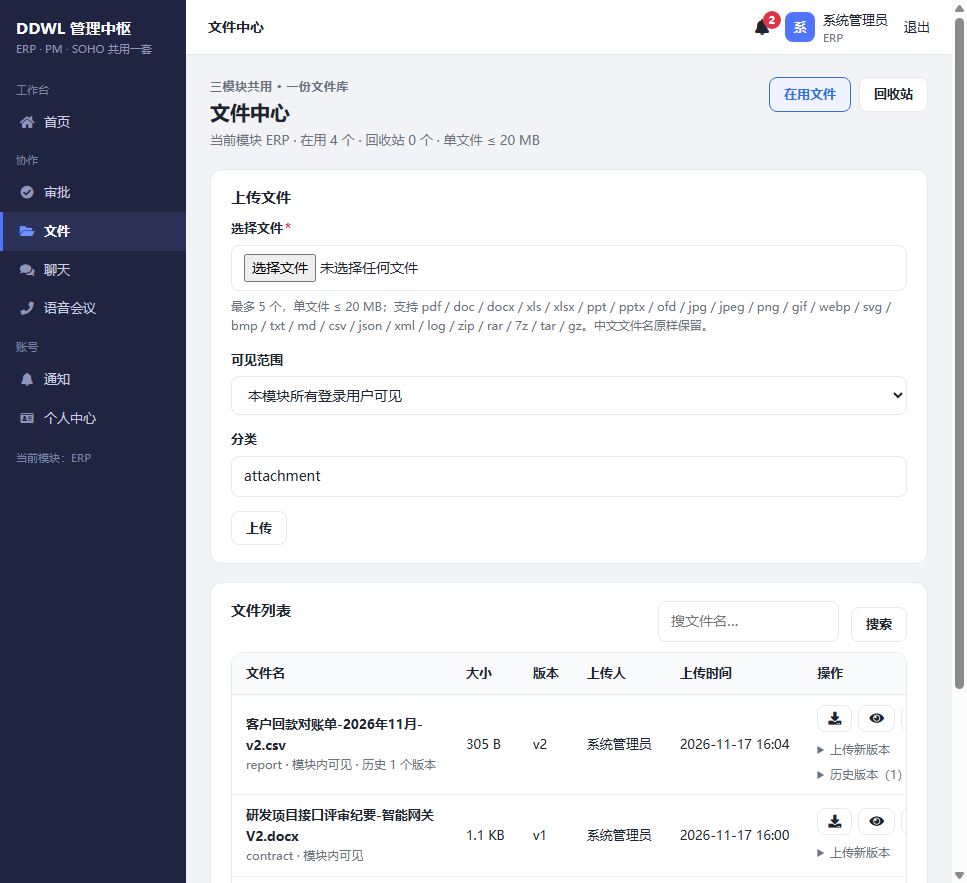 DDWL 管理中枢
ERP · PM · SOHO 共用一套
工作台
首页
协作
审批
文件
聊天
语音会议
账号
通知
个人中心
当前模块：ERP
文件中心
2
系
系统管理员
ERP
退出
三模块共用 • 一份文件库
文件中心
当前模块 ERP · 在用 4 个 · 回收站 0 个 · 单文件 ≤ 20 MB
在用文件
回收站
上传文件
选择文件*
选择文件 未选择任何文件
最多 5 个，单文件 ≤ 20 MB；支持 pdf / doc / docx / xls / xlsx / ppt / pptx / ofd / jpg / jpeg / png / gif / webp / svg /
bmp / txt / md / csv / json / xml / log / zip / rar / 7z / tar / gz。中文文件名原样保留。
可见范围
本模块所有登录用户可见
分类
attachment
上传
文件列表
搜文件名...
搜索
文件名 大小 版本 上传人 上传时间 操作
客户回款对账单-2026年11月-
v2.csv
report · 模块内可见 · 历史 1 个版本
305 B v2 系统管理员 2026-11-17 16:04
上传新版本
历史版本（1）
研发项目接口评审纪要-智能网关
V2.docx
contract · 模块内可见
1.1 KB v1 系统管理员 2026-11-17 16:00
上传新版本